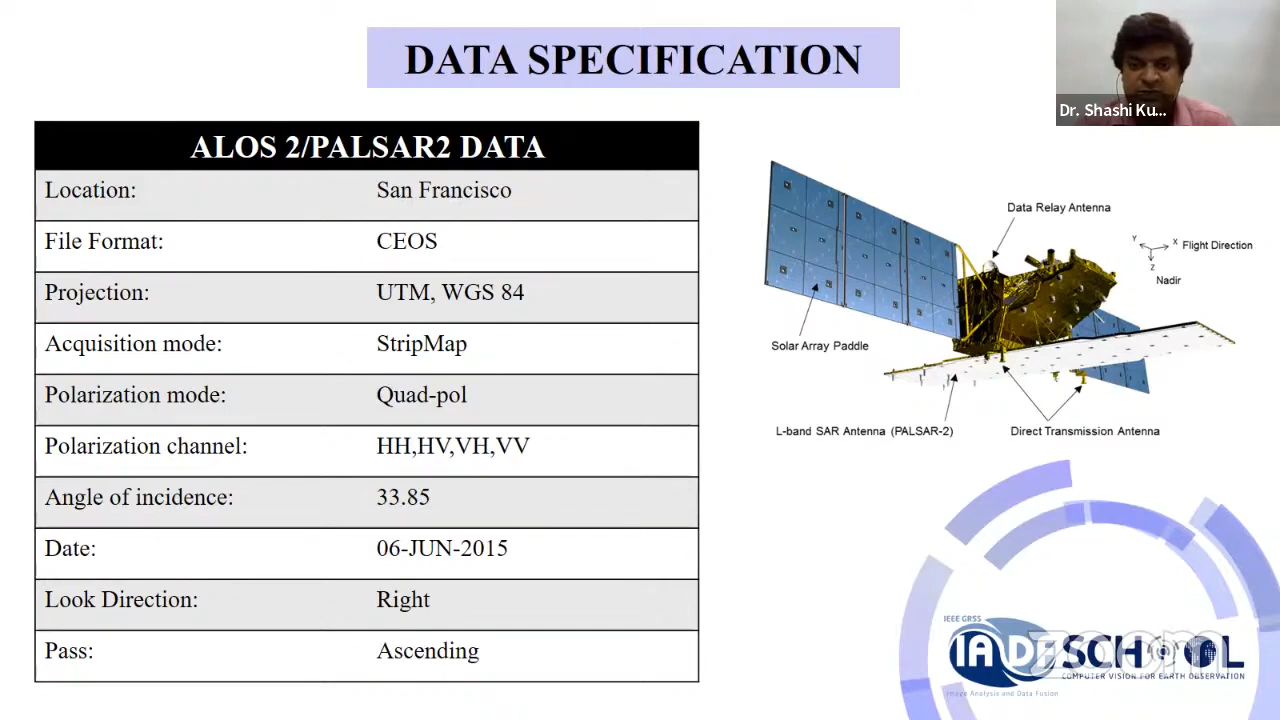 DATA SPECIFICATION
Dr. Shashi Ku...
ALOS 2/PALSAR2 DATA
Location: San Francisco
File Format: CEOS
Projection: UTM, WGS 84
Acquisition mode: StripMap
Polarization mode: Quad-pol
Polarization channel: HH,HV,VH,VV
Angle of incidence: 33.85
Date: 06-JUN-2015
Look Direction: Right
Pass: Ascending
Data Relay Antenna
Y X Flight Direction
Z
Nadir
Solar Array Paddle
L-band SAR Antenna (PALSAR-2)
Direct Transmission Antenna
IEEE GRSS
IADF SCHOOL
zoom
COMPUTER VISION FOR EARTH OBSERVATION
Image Analysis and Data Fusion